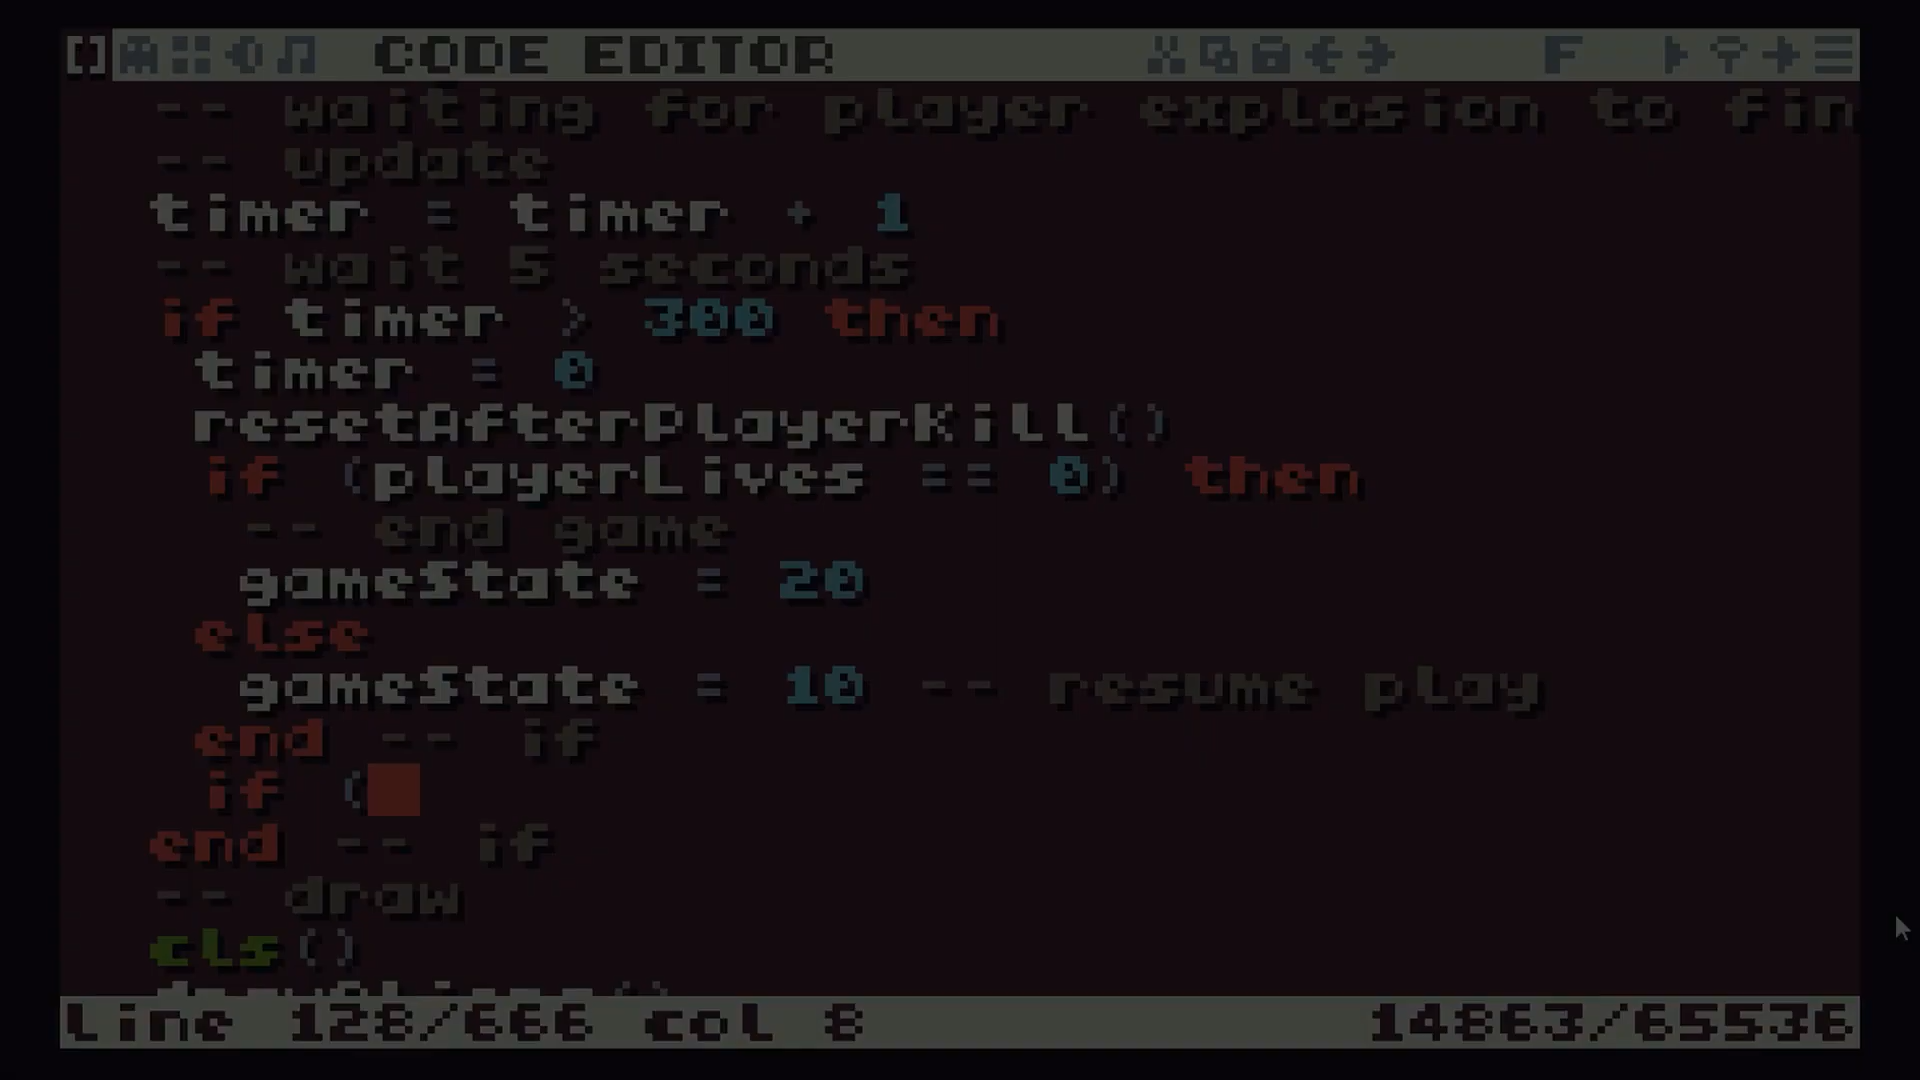 CODE EDITOR F
-- waiting for player explosion to fin
-- update
timer = timer + 1
-- wait 5 seconds
if timer > 300 then
timer = 0
resetAfterPlayerKill()
if (playerLives == 0) then
-- end game
gameState = 20
else
gameState = 10 -- resume play
end -- if
if (
end -- if
-- draw
cls()
line 128/666 col 8
14863/65536